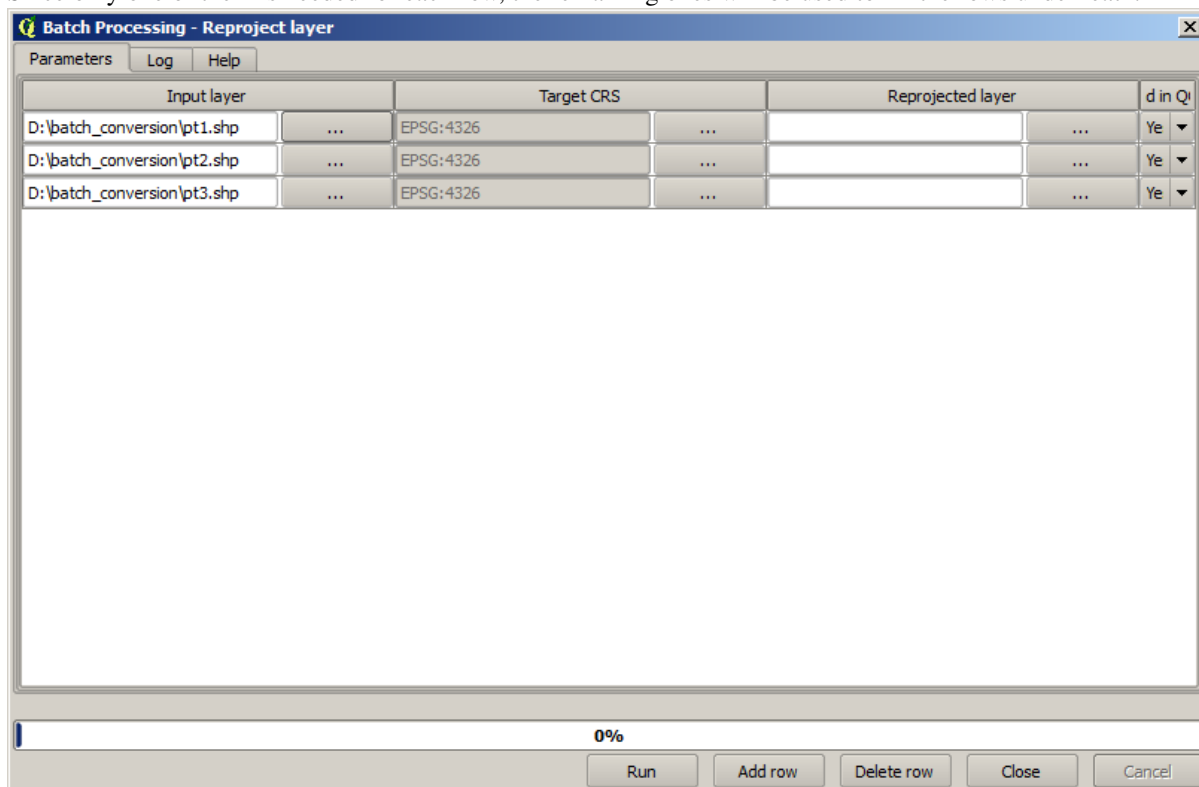 Batch Processing - Reproject layer
Parameters Log Help
Input layer Target CRS Reprojected layer d in Q
D:\batch_conversion\pt1.shp ... EPSG:4326 ... ... Ye
D:\batch_conversion\pt2.shp ... EPSG:4326 ... ... Ye
D:\batch_conversion\pt3.shp ... EPSG:4326 ... ... Ye
0%
Run Add row Delete row Close Cancel